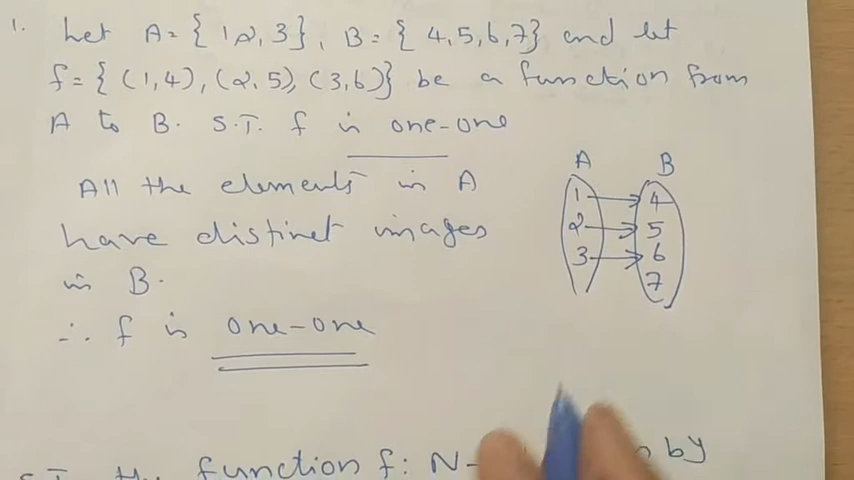 1. Let A = { 1, 2, 3 }, B = { 4, 5, 6, 7} and let
f = { (1, 4), (2, 5), (3, 6)} be a function from
A to B. S.T. f is one-one
All the elements in A
have distinct images
in B.
∴ f is one-one
A B
1 4
2 5
3 6
7
S.T. the function f: N by